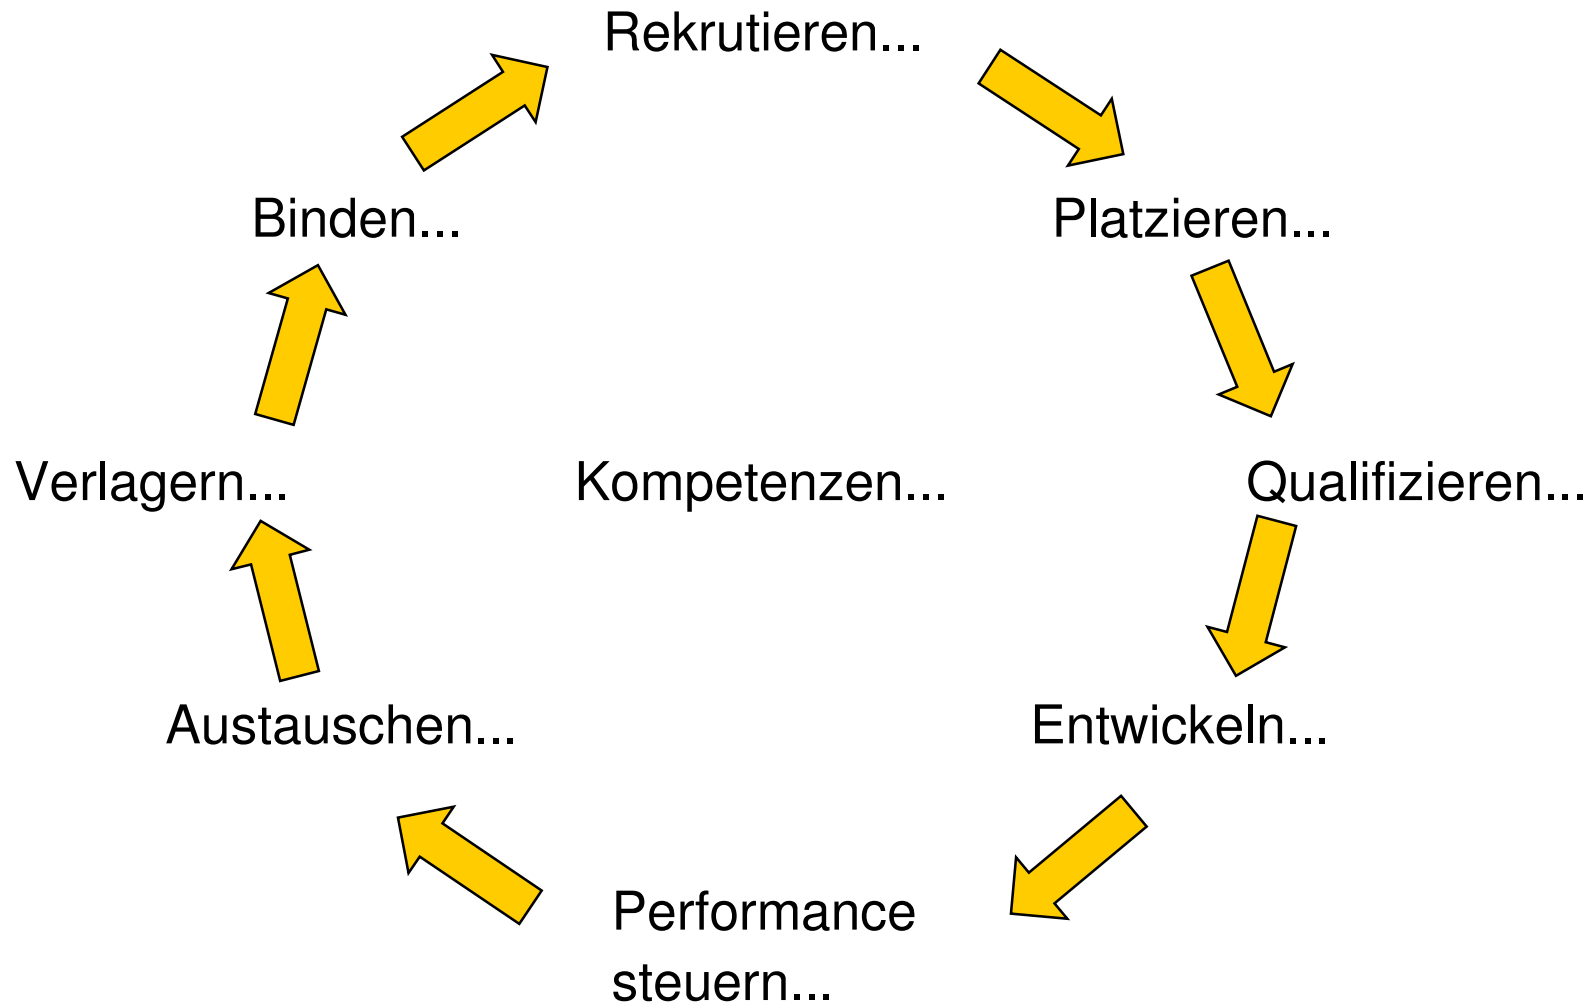 Rekrutieren...
Binden...
Platzieren...
Verlagern...
Kompetenzen...
Qualifizieren...
Austauschen...
Entwickeln...
Performance
steuern...